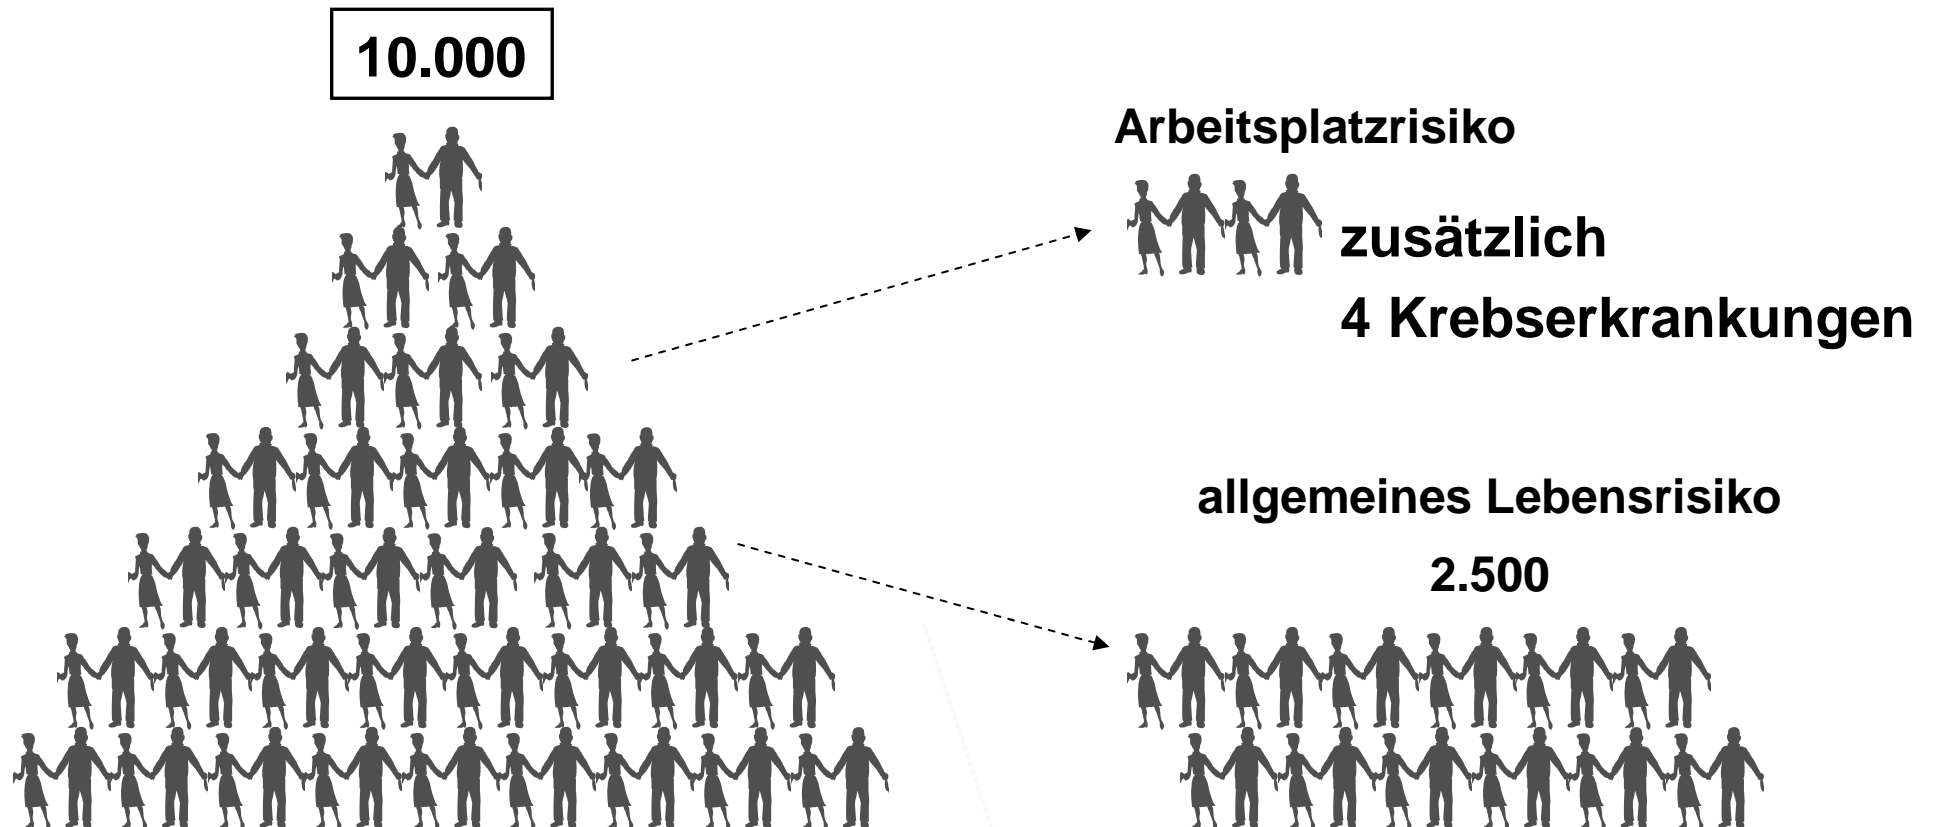 10.000
Arbeitsplatzrisiko
zusätzlich
4 Krebserkrankungen
allgemeines Lebensrisiko
2.500